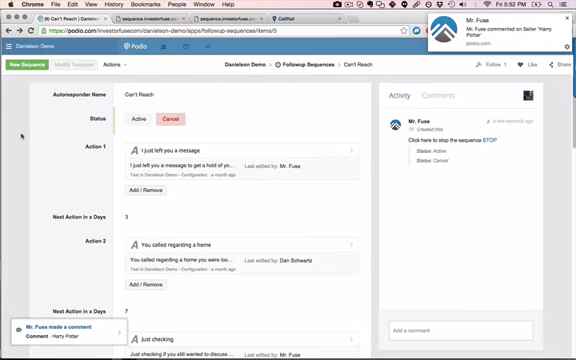 Chrome File Edit View History Bookmarks People Window Help
Fri 5:52 PM
(8) Can't Reach | Danielson
sequence.investorfuse.com
sequence.investorfuse.com
CallRail
https://podio.com/investorfusecom/danielson-demo/apps/followup-sequences/items/5
Mr. Fuse
Mr. Fuse commented on Seller "Harry Potter"
podio.com
Danielson Demo
Podio
New Sequence
Modify Template
Actions
Danielson Demo
Followup Sequences
Can't Reach
Follow 1
Like
Share
Autoresponder Name
Can't Reach
Status
Active
Cancel
Action 1
I just left you a message
I just left you a message to get a hold of yo...
Last edited by: Mr. Fuse
Text in Danielson Demo - Configuration - a month ago
Add / Remove
Next Action in x Days
3
Action 2
You called regarding a home
You called regarding a home you were loo...
Last edited by: Dan Schwartz
Text in Danielson Demo - Configuration - a month ago
Add / Remove
Next Action in x Days
7
Just checking
Just checking if you still wanted to discuss ...
Last edited by: Mr. Fuse
Activity
Comments
Mr. Fuse
a few seconds ago
Created this
Click here to stop the sequence STOP
Status Active
Status Cancel
Add a comment
Mr. Fuse made a comment
Comment · Harry Potter